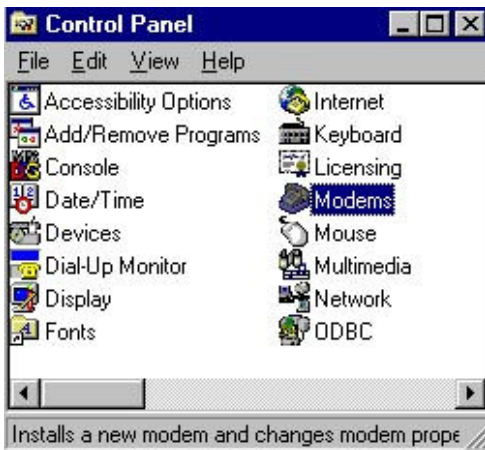 Control Panel
File Edit View Help
Accessibility Options
Add/Remove Programs
Console
Date/Time
Devices
Dial-Up Monitor
Display
Fonts
Internet
Keyboard
Licensing
Modems
Mouse
Multimedia
Network
ODBC
Installs a new modem and changes modem prope